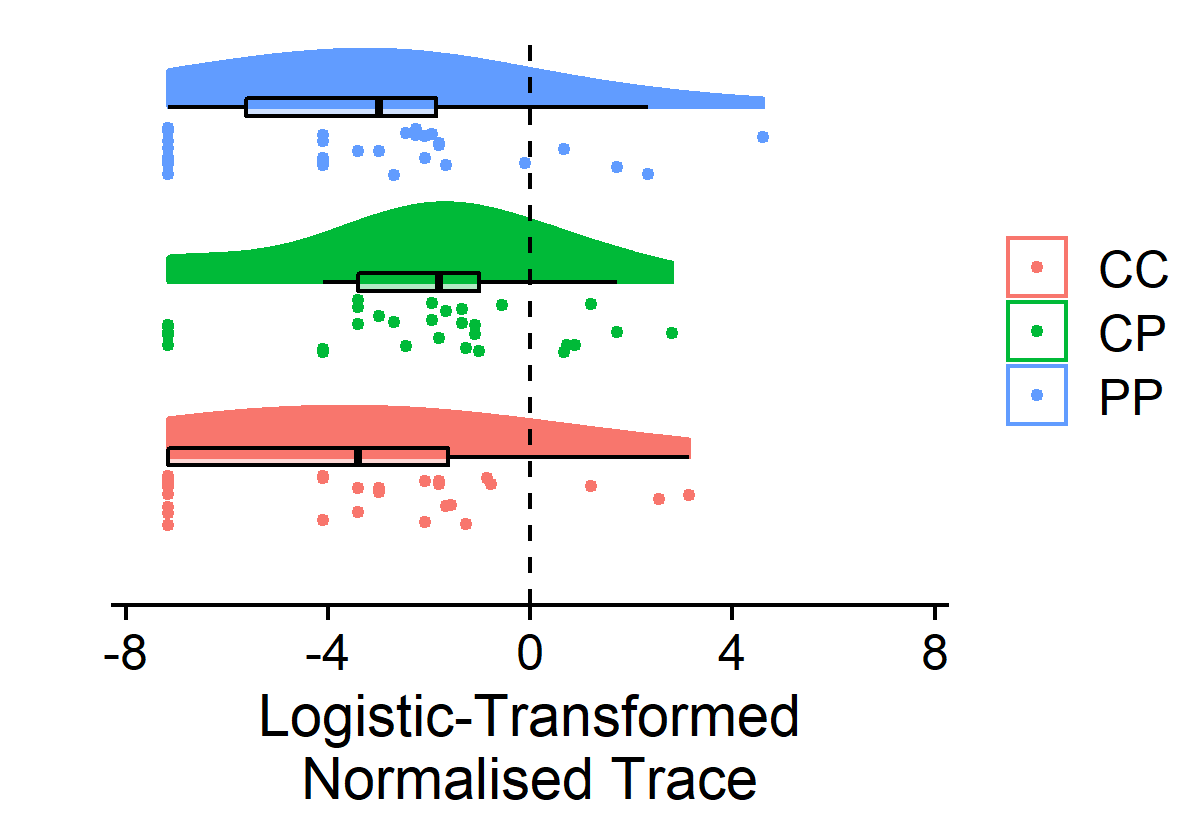 CC
CP
PP
-8 -4 0 4 8
Logistic-Transformed
Normalised Trace